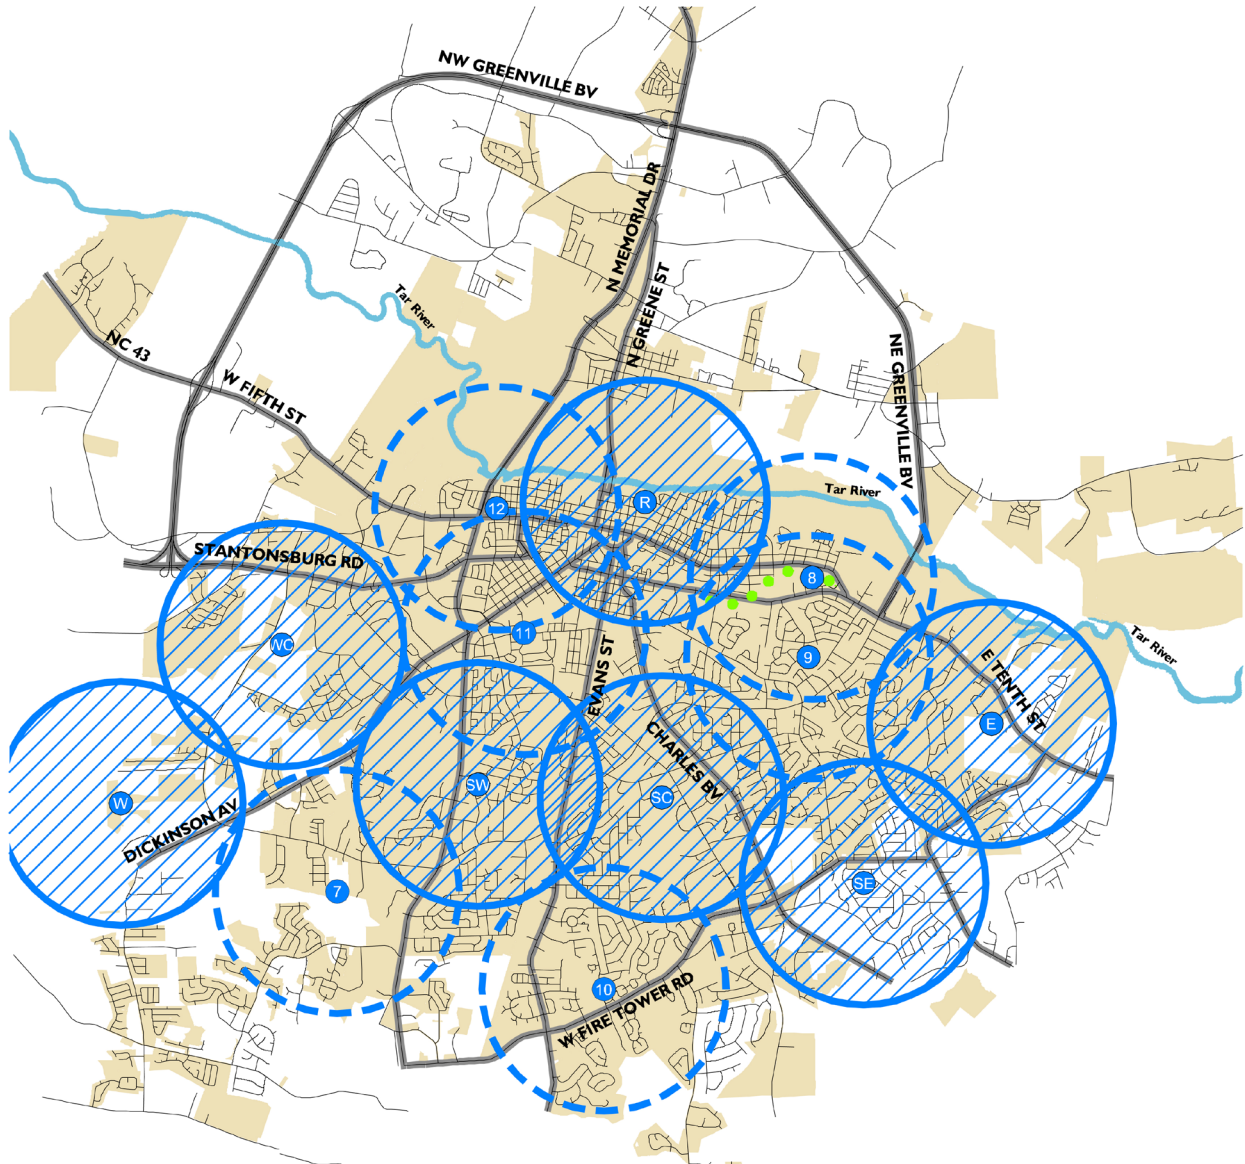 NW GREENVILLE BV
N MEMORIAL DR
N GREENE ST
Tar River
NC 43
W FIFTH ST
NE GREENVILLE BV
Tar River
12
R
STANTONSBURG RD
8
11
WC
9
EVANS ST
E TENTH ST
Tar River
E
CHARLES BV
SW
SC
W
DICKINSON AV
7
SE
10
W FIRE TOWER RD